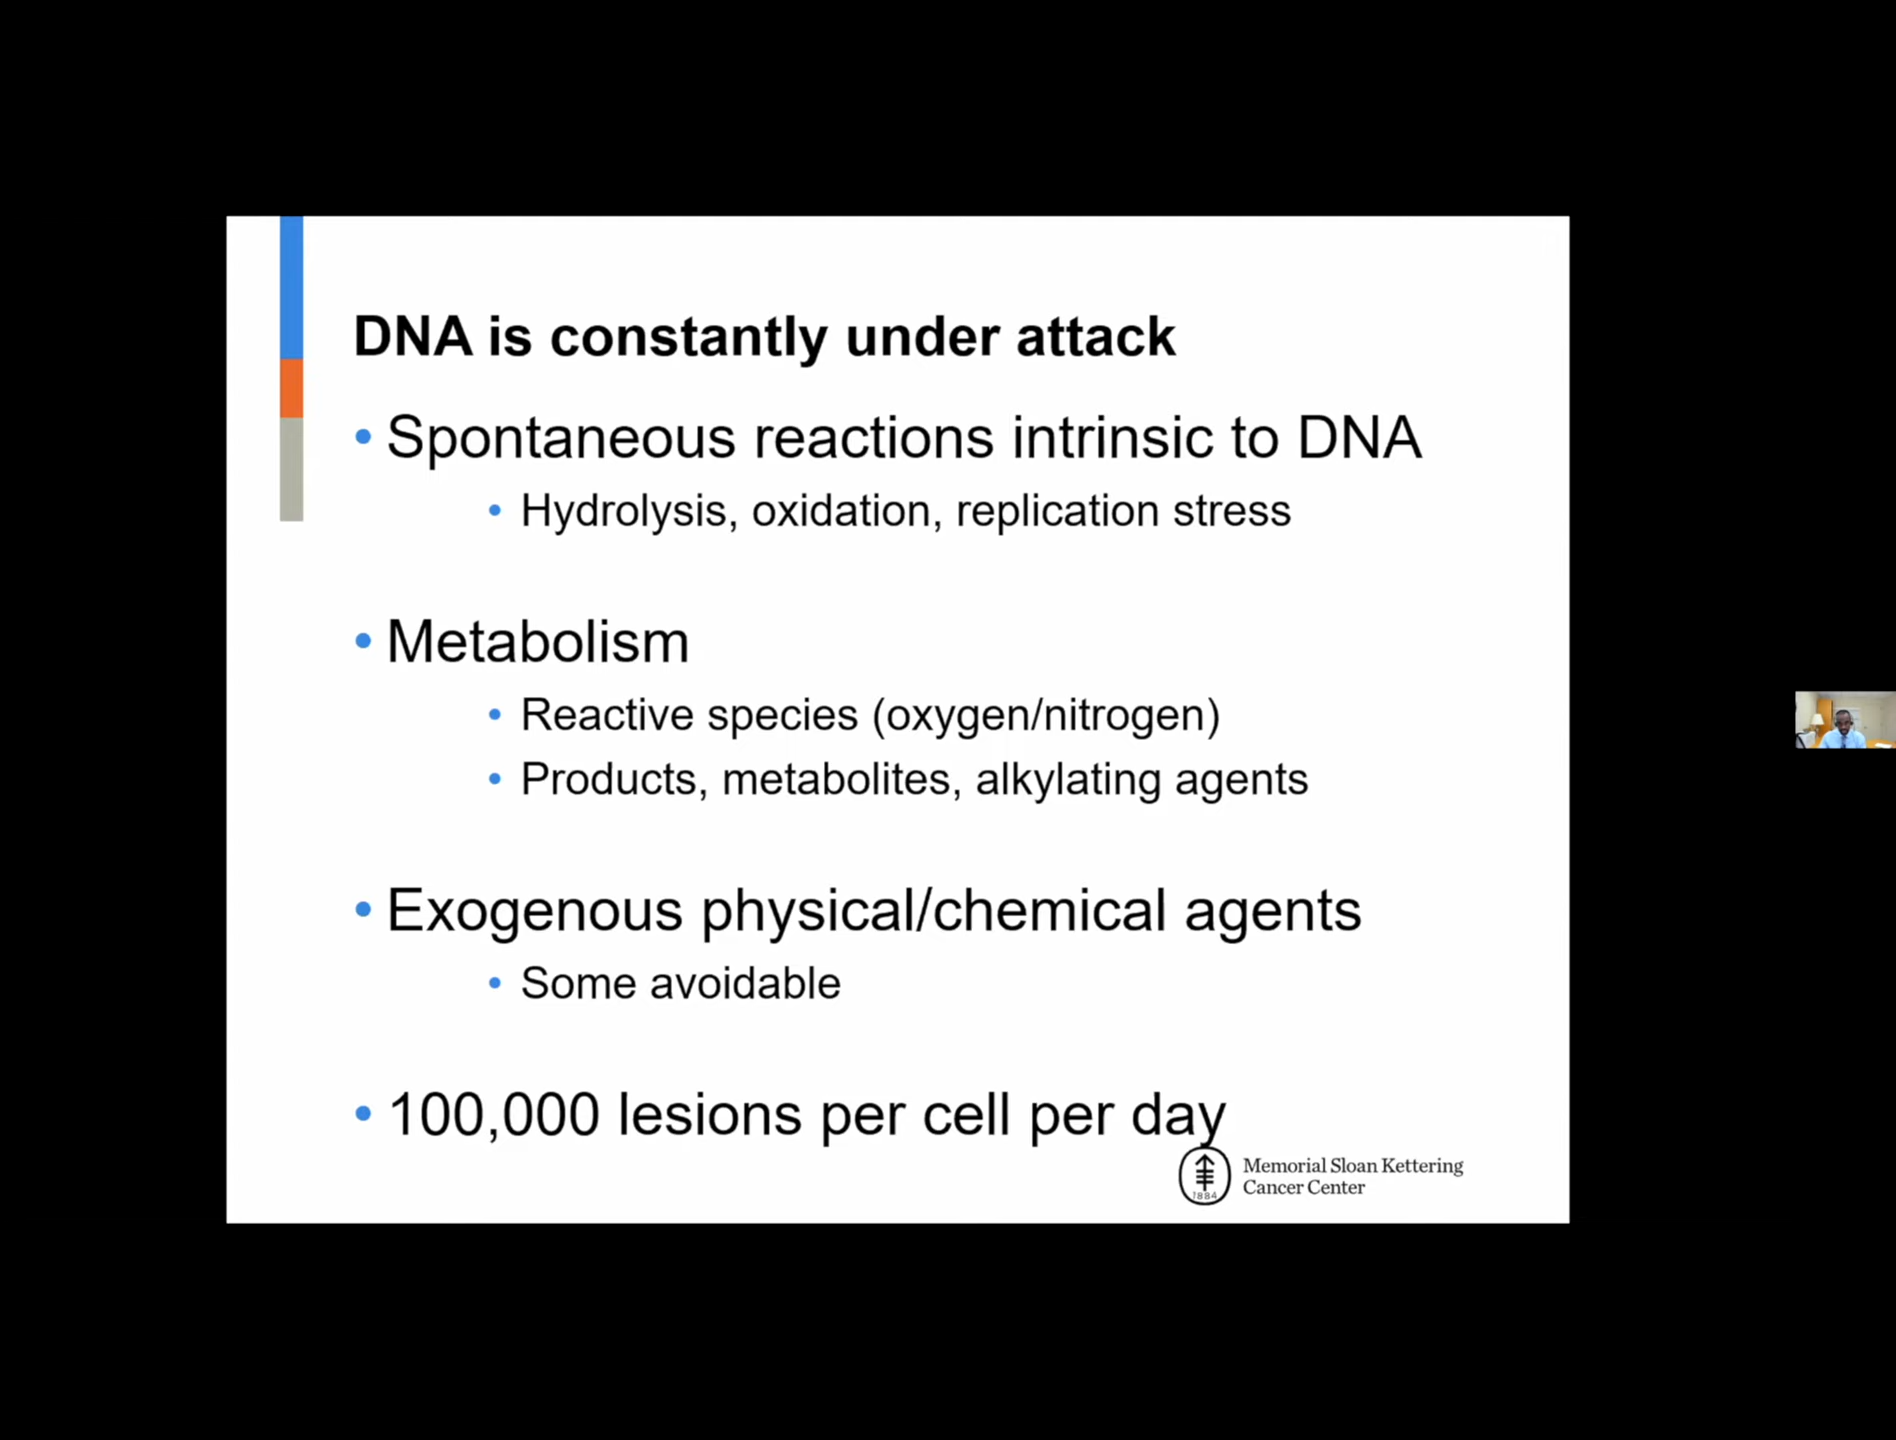 DNA is constantly under attack
• Spontaneous reactions intrinsic to DNA
• Hydrolysis, oxidation, replication stress
• Metabolism
• Reactive species (oxygen/nitrogen)
• Products, metabolites, alkylating agents
• Exogenous physical/chemical agents
• Some avoidable
• 100,000 lesions per cell per day
1884
Memorial Sloan Kettering
Cancer Center